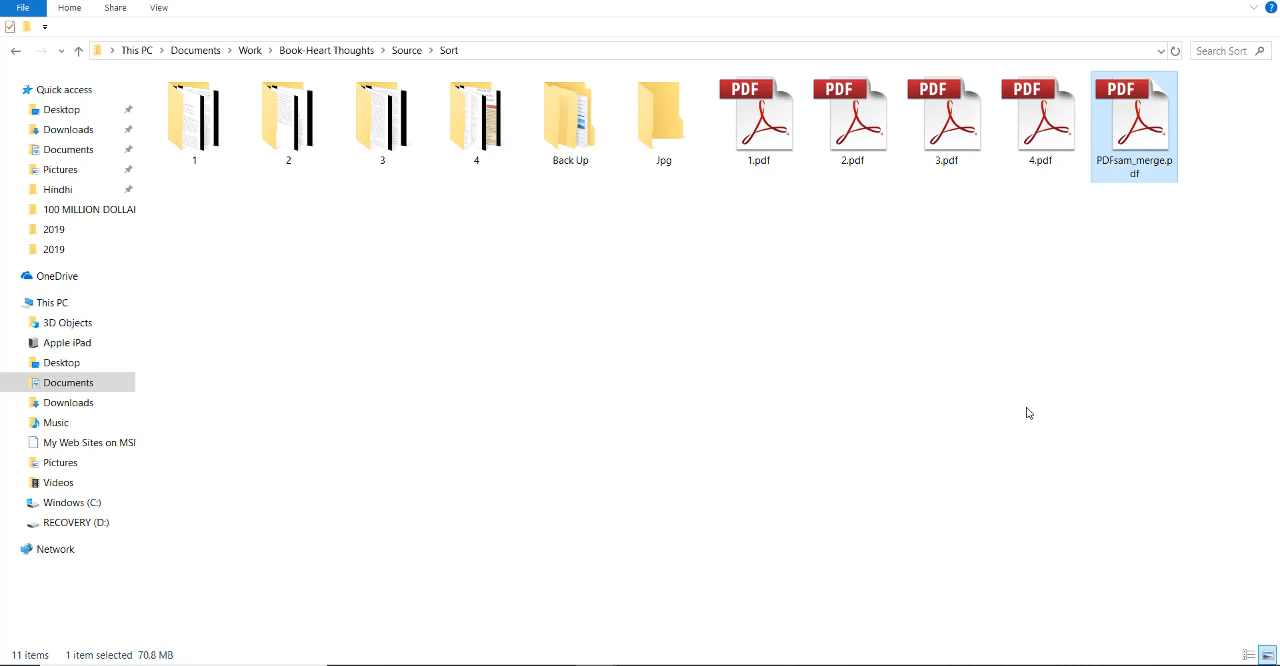 File Home Share View
This PC Documents Work Book-Heart Thoughts Source Sort
Search Sort
Quick access
Desktop
Downloads
Documents
Pictures
Hindhi
100 MILLION DOLLAI
2019
2019
OneDrive
This PC
3D Objects
Apple iPad
Desktop
Documents
Downloads
Music
My Web Sites on MSI
Pictures
Videos
Windows (C:)
RECOVERY (D:)
Network
PDF PDF PDF PDF PDF
1 2 3 4 Back Up Jpg 1.pdf 2.pdf 3.pdf 4.pdf PDFsam_merge.p
df
11 items 1 item selected 70.8 MB